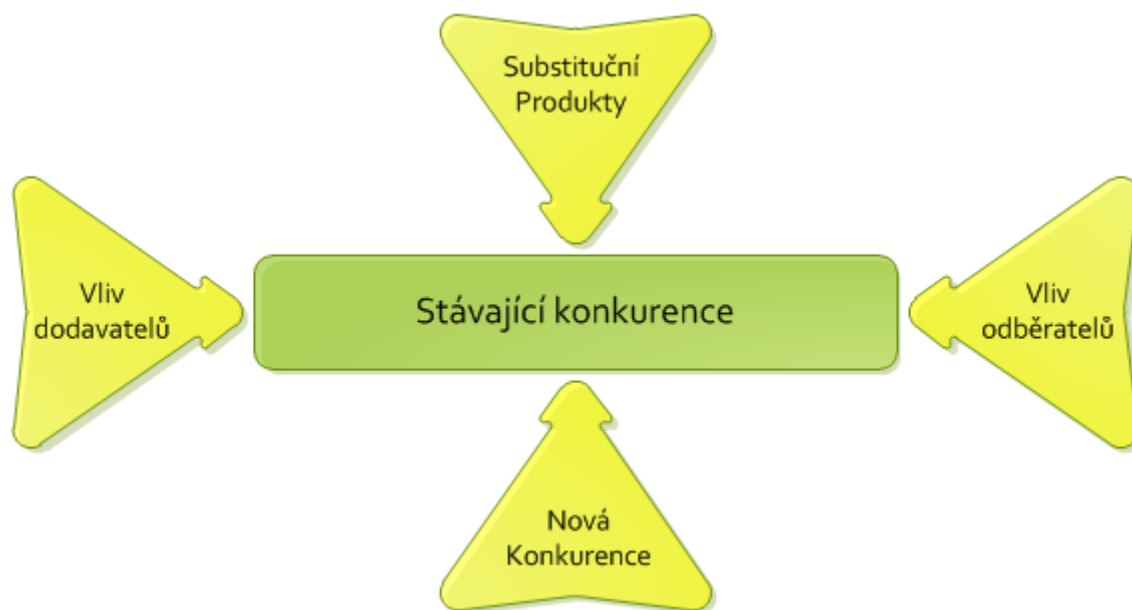 Substituční
Produkty
Vliv
dodavatelů
Stávající konkurence
Vliv
odběratelů
Nová
Konkurence